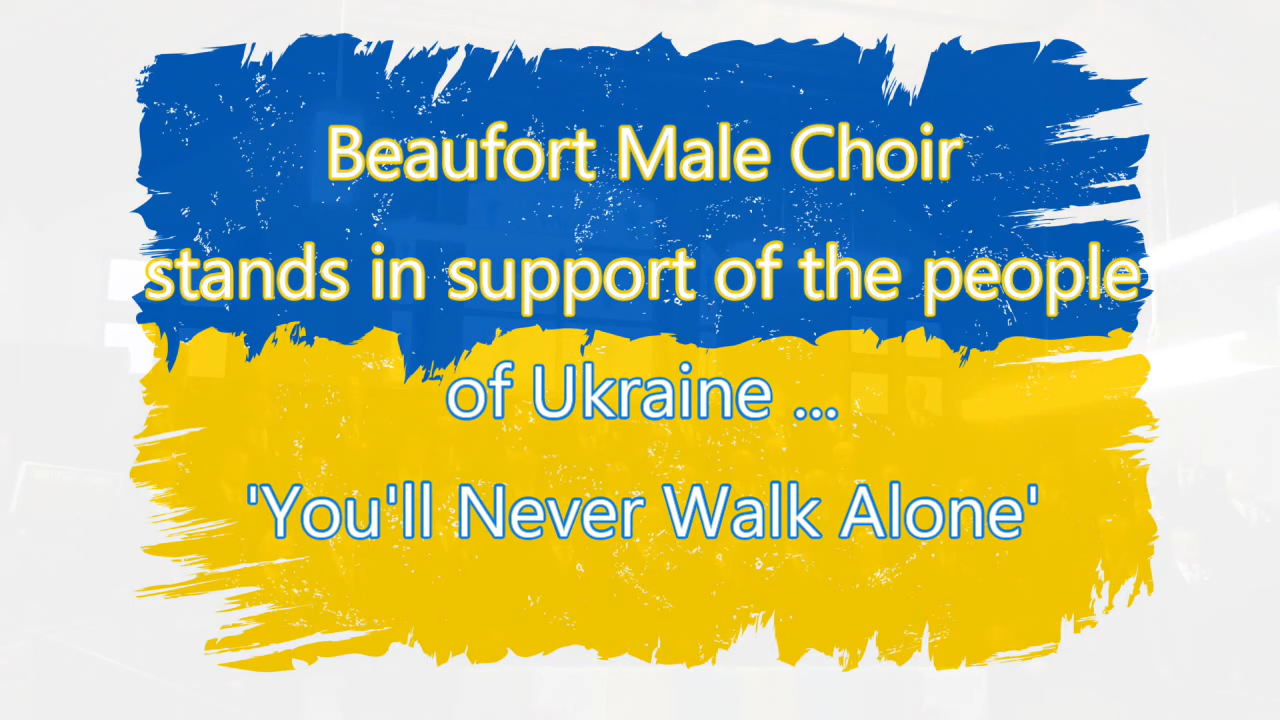 Beaufort Male Choir
stands in support of the people
of Ukraine ...
'You'll Never Walk Alone'